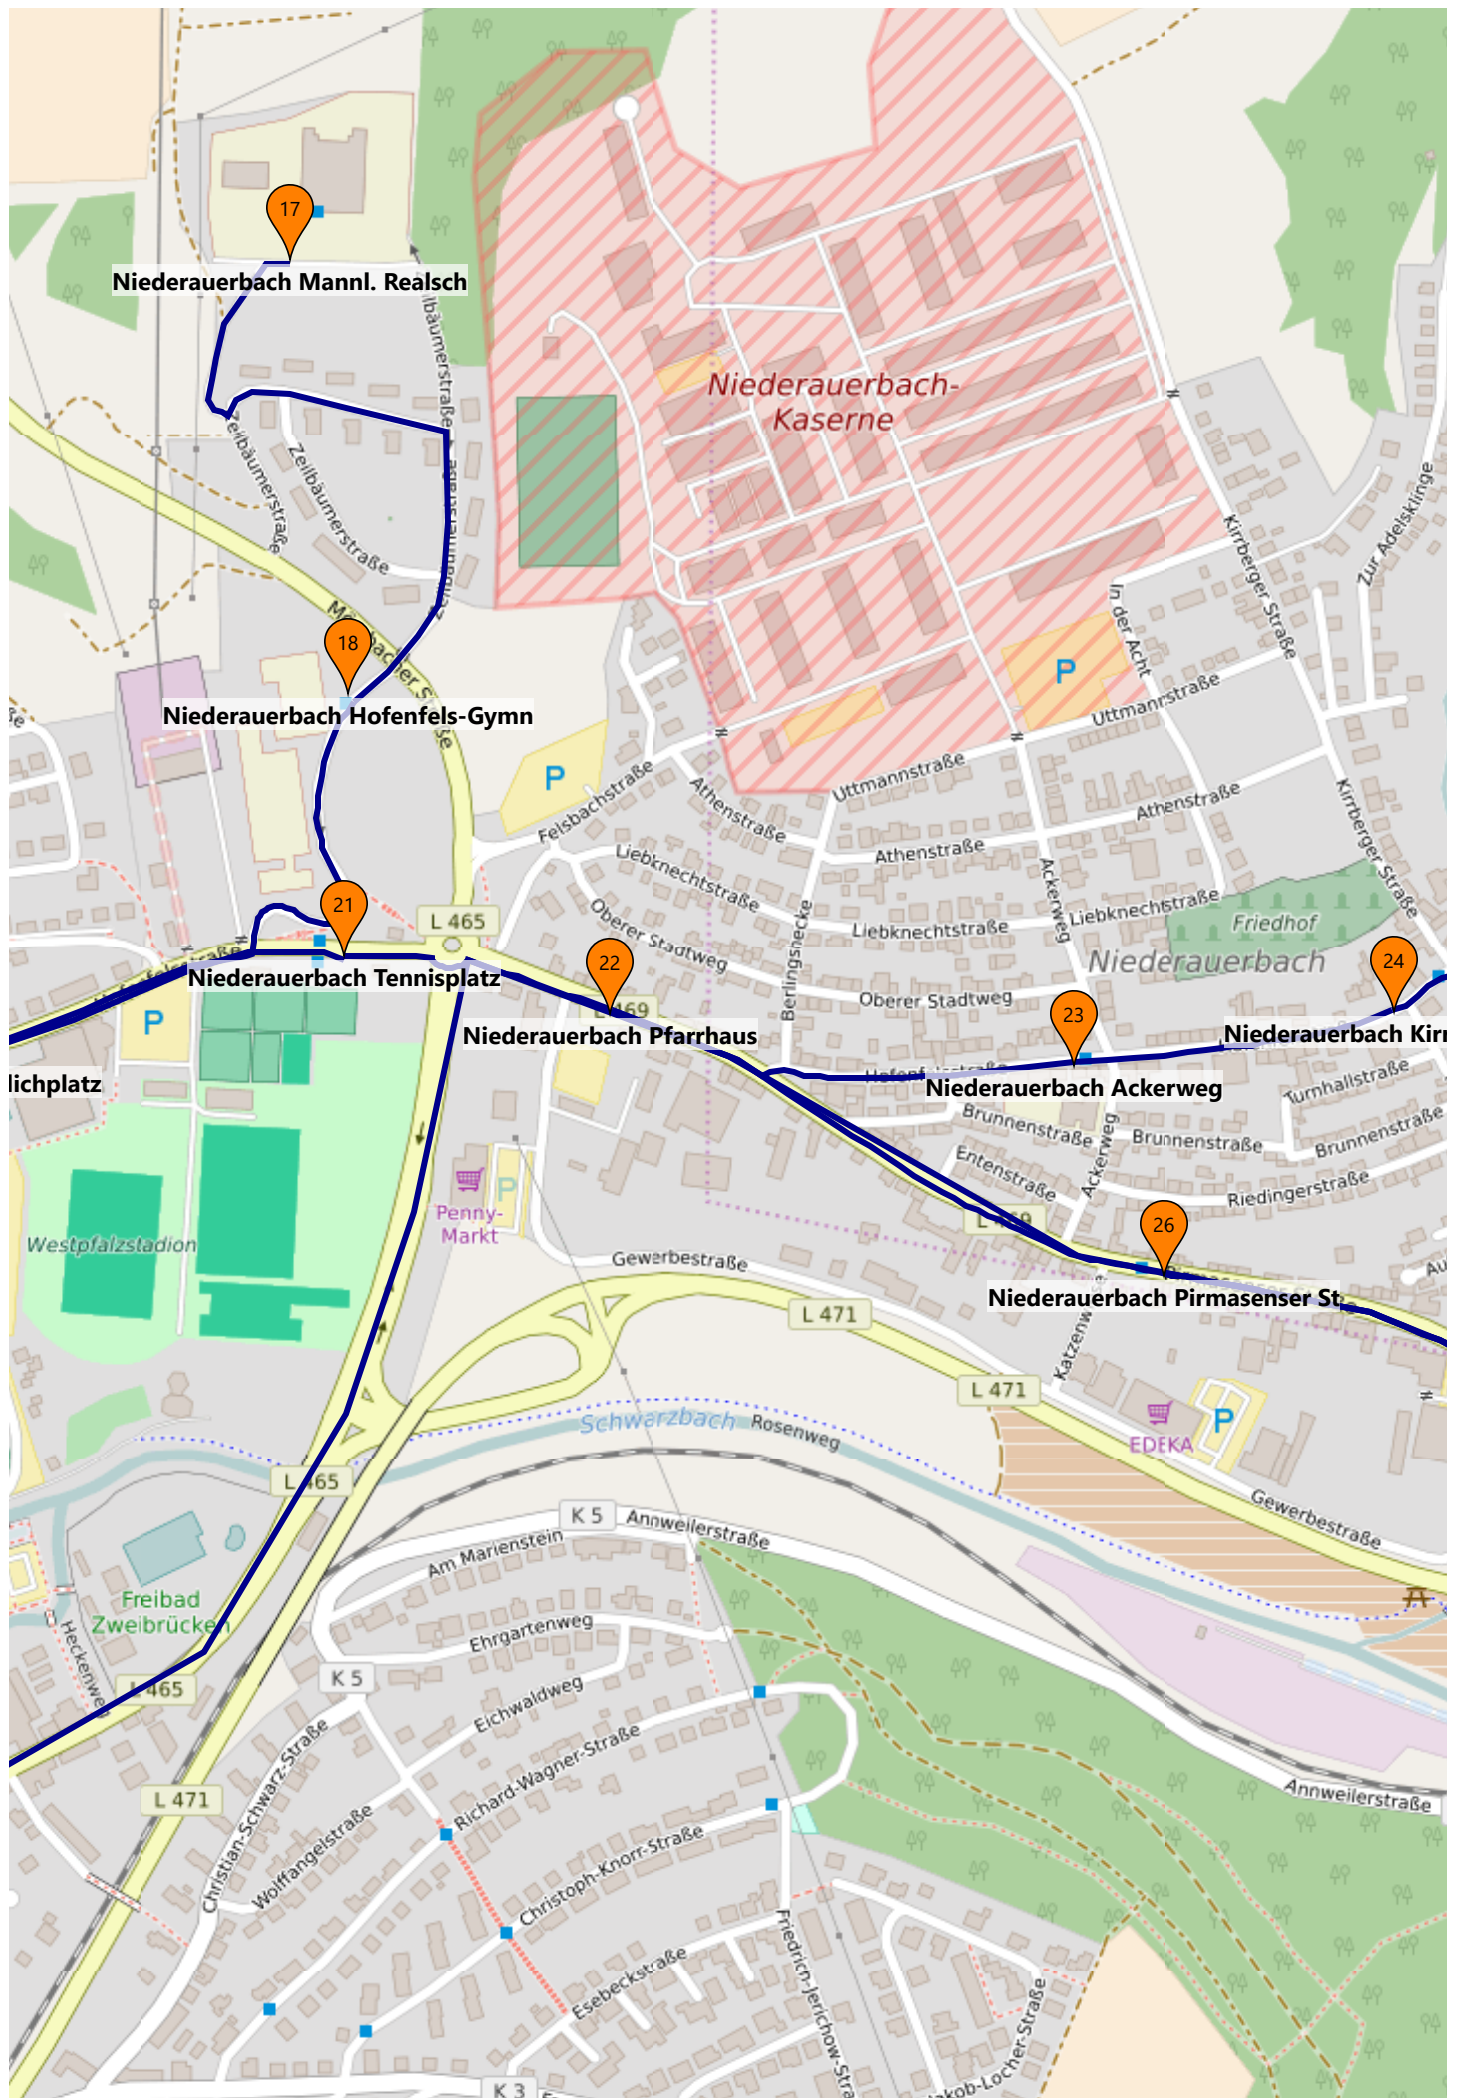 17
Niederauerbach Mannl. Realsch
Niederauerbach-
Kaserne
Zeilbäumerstraße
Zeilbäumerstraße
Kirrberger Straße
Zur Adelsklinge
In der Acht
18
Niederauerbach Hofenfels-Gymn
P
Uttmannstraße
P
Uttmannstraße
Felsbachstraße
Athenstraße
Athenstraße
Athenstraße
Kirrberger Straße
Liebknechtstraße
Liebknechtstraße
Liebknechtstraße
Ackerweg
Berlingsnecke
Oberer Stadtweg
Oberer Stadtweg
Friedhof
Niederauerbach
21
L 465
Niederauerbach Tennisplatz
22
L 469
Niederauerbach Pfarrhaus
24
Niederauerbach Kirr
23
Niederauerbach Ackerweg
P
lichplatz
Turnhallstraße
Brunnenstraße
Brunnenstraße
Brunnenstraße
Entenstraße
Ackerweg
Riedingerstraße
P
Penny-
Markt
Westpfalzstadion
L 469
26
Niederauerbach Pirmasenser St
Gewerbestraße
L 471
L 471
P
EDEKA
Schwarzbach
Rosenweg
L 465
Gewerbestraße
K 5
Annweilerstraße
Am Marienstein
Freibad
Zweibrücken
Heckenweg
Ehrgartenweg
K 5
L 465
Eichwaldweg
Richard-Wagner-Straße
Christian-Schwarz-Straße
L 471
Annweilerstraße
Wolffangelstraße
Christoph-Knorr-Straße
Esebeckstraße
Friedrich-Jerichow-Stra
Jakob-Locher-Straße
K 3